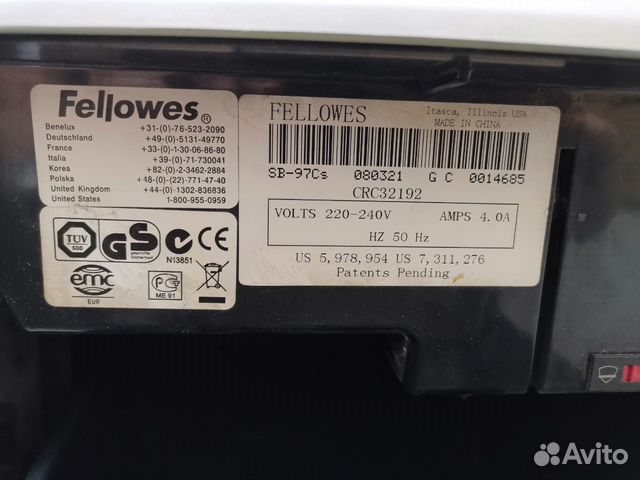 Fellowes®
Benelux +31-(0)-76-523-2090
Deutschland +49-(0)-5131-49770
France +33-(0)-1-30-06-86-80
Italia +39-(0)-71-730041
Korea +82-(0)-2-3462-2884
Polska +48-(0)-(22)-771-47-40
United Kingdom +44-(0)-1302-836836
United States 1-800-955-0959
TÜV
SÜD
GS
geprüfte Sicherheit
N13851
CE
emc
EUR
PG
ME 91
FELLOWES
Itasca, Illinois USA
MADE IN CHINA
SB-97Cs 080321 G C 0014685
CRC32192
VOLTS 220-240V AMPS 4.0A
HZ 50 Hz
US 5,978,954 US 7,311,276
Patents Pending
Avito